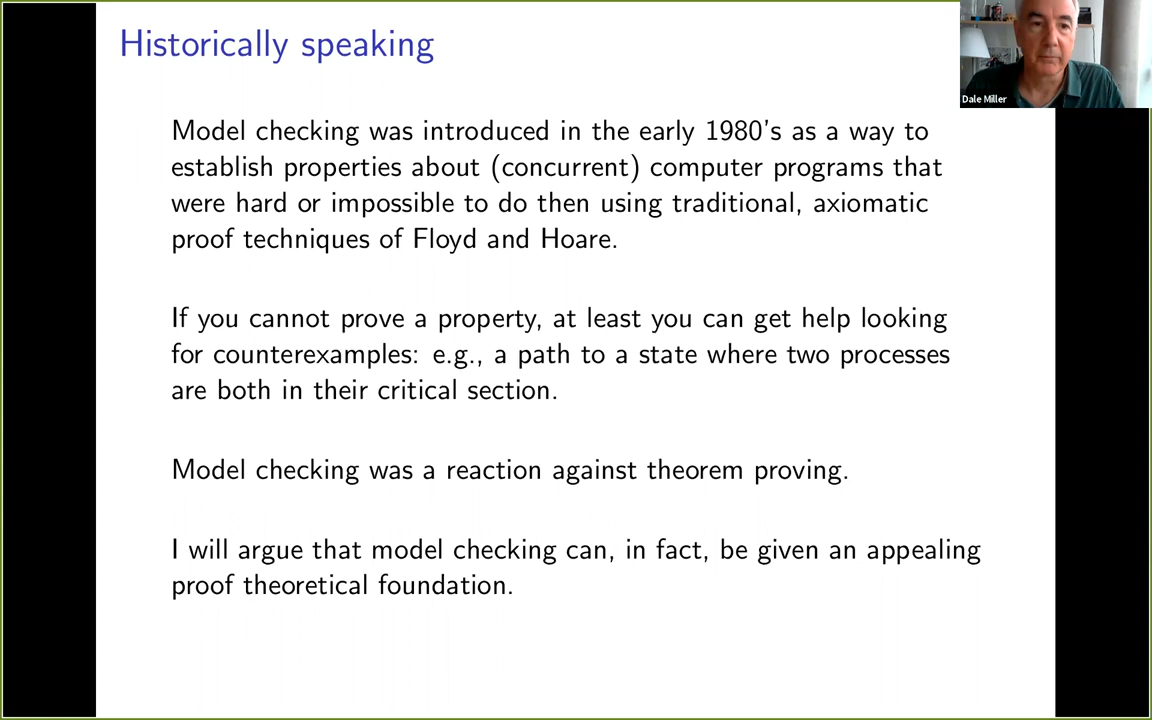 Historically speaking
Dale Miller
Model checking was introduced in the early 1980's as a way to
establish properties about (concurrent) computer programs that
were hard or impossible to do then using traditional, axiomatic
proof techniques of Floyd and Hoare.
If you cannot prove a property, at least you can get help looking
for counterexamples: e.g., a path to a state where two processes
are both in their critical section.
Model checking was a reaction against theorem proving.
I will argue that model checking can, in fact, be given an appealing
proof theoretical foundation.